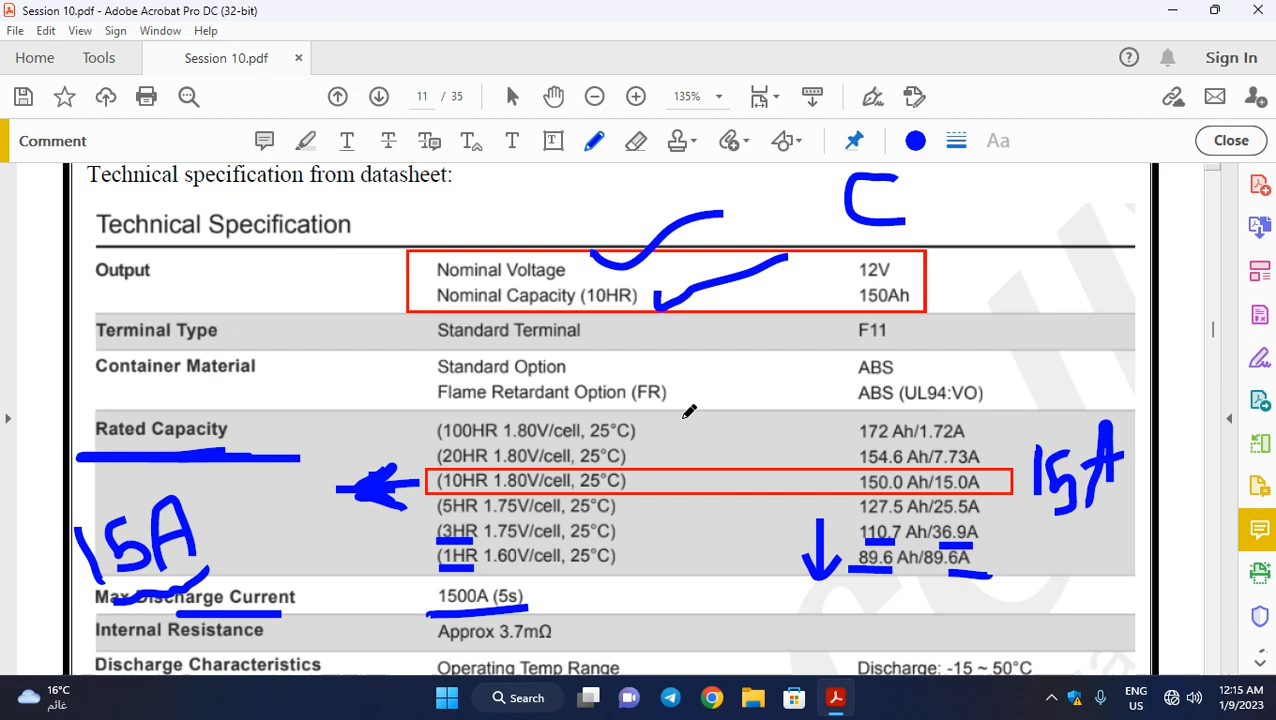 Session 10.pdf - Adobe Acrobat Pro DC (32-bit)
File Edit View Sign Window Help
Home Tools Session 10.pdf × Sign In
11 / 35 135%
Comment Aa Close
Technical specification from datasheet:
C
Technical Specification
Output Nominal Voltage 12V
Nominal Capacity (10HR) 150Ah
Terminal Type Standard Terminal F11
Container Material Standard Option ABS
Flame Retardant Option (FR) ABS (UL94:VO)
Rated Capacity (100HR 1.80V/cell, 25°C) 172 Ah/1.72A
(20HR 1.80V/cell, 25°C) 154.6 Ah/7.73A
(10HR 1.80V/cell, 25°C) 150.0 Ah/15.0A
15A
(5HR 1.75V/cell, 25°C) 127.5 Ah/25.5A
(3HR 1.75V/cell, 25°C) 110.7 Ah/36.9A
15A
(1HR 1.60V/cell, 25°C) 89.6 Ah/89.6A
Max Discharge Current 1500A (5s)
Internal Resistance Approx 3.7mΩ
Discharge Characteristics Operating Temp Range Discharge: -15 ~ 50°C
16°C
غائم
Search
ENG
US
12:15 AM
1/9/2023